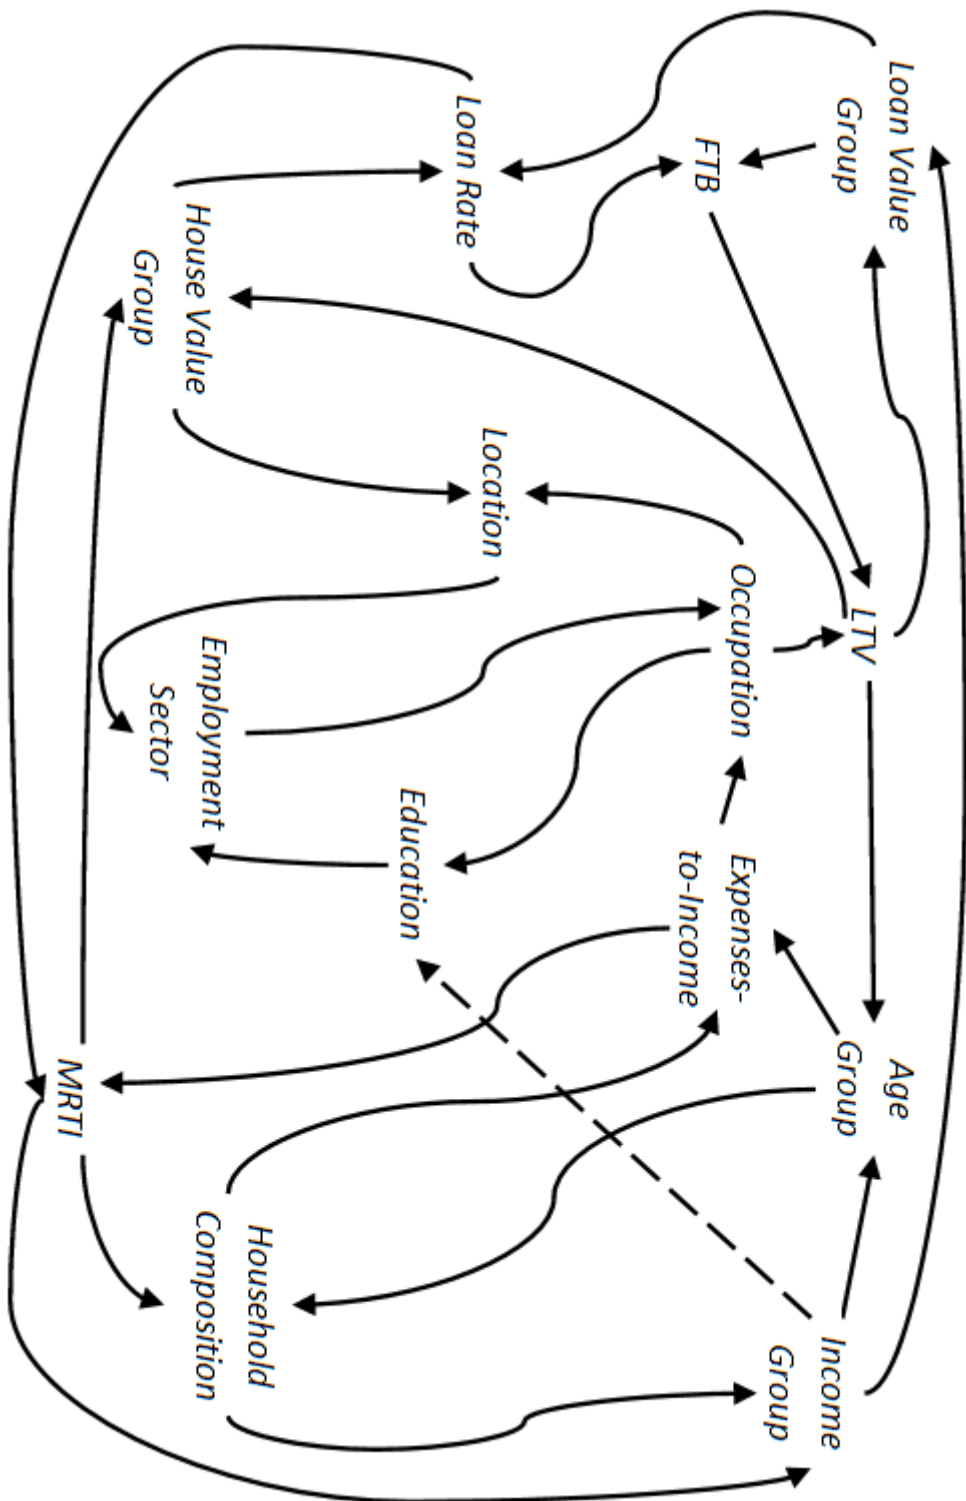 Loan Value
Group
FTB
Loan Rate
House Value
Group
LTV
Occupation
Location
Employment
Sector
Expenses-
to-Income
Education
Age
Group
MRTI
Income
Group
Household
Composition